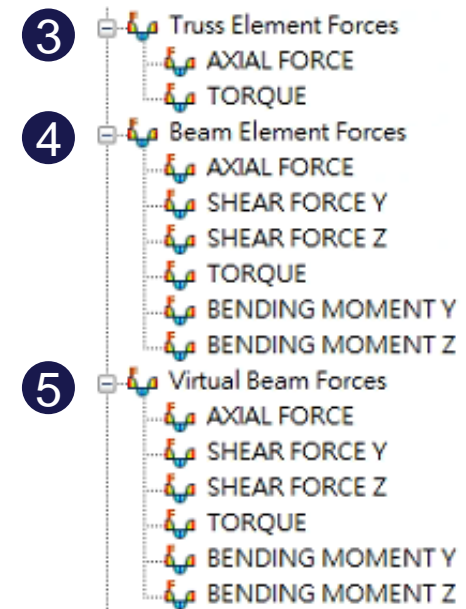 3 Truss Element Forces
AXIAL FORCE
TORQUE
4 Beam Element Forces
AXIAL FORCE
SHEAR FORCE Y
SHEAR FORCE Z
TORQUE
BENDING MOMENT Y
BENDING MOMENT Z
5 Virtual Beam Forces
AXIAL FORCE
SHEAR FORCE Y
SHEAR FORCE Z
TORQUE
BENDING MOMENT Y
BENDING MOMENT Z